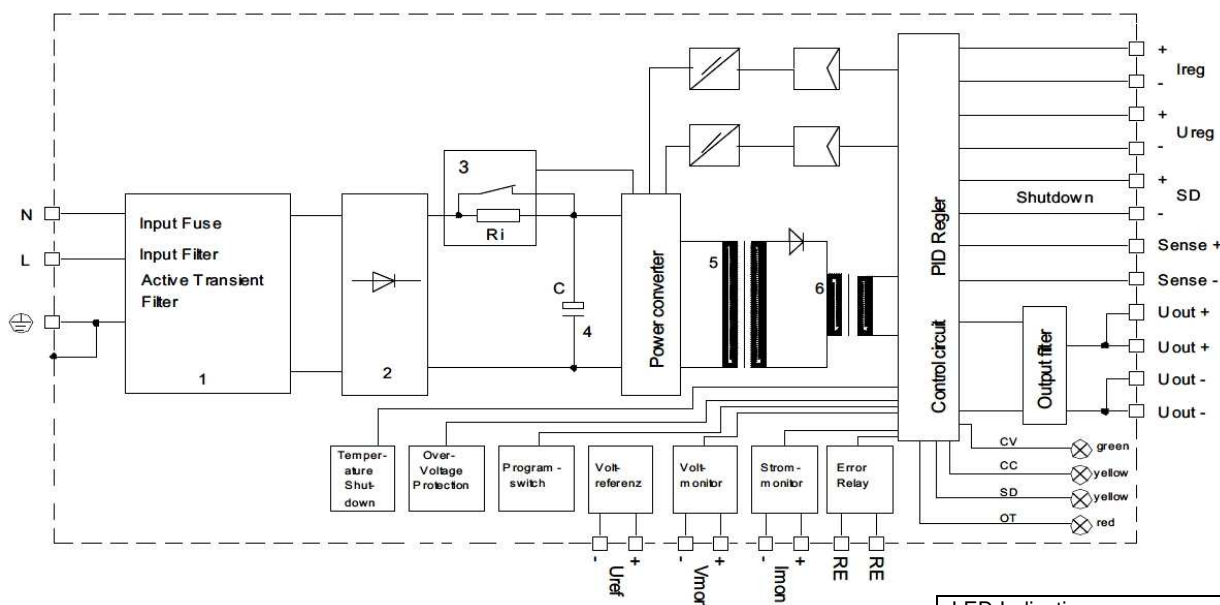 N
L
Input Fuse
Input Filter
Active Transient
Filter
1
2
3
Ri
C
4
Power converter
5
6
PID Regler
Control circuit
+
Ireg
-
+
Ureg
-
+
Shutdown
SD
-
Sense +
Sense -
Uout +
Uout +
Uout -
Uout -
Output filter
CV
green
CC
yellow
SD
yellow
OT
red
Temper-
ature
Shut-
down
Over-
Voltage
Protection
Program-
switch
Volt-
referenz
Volt-
monitor
Strom-
monitor
Error
Relay
- +
Uref
- +
Vmon
- +
Imon
RE
RE